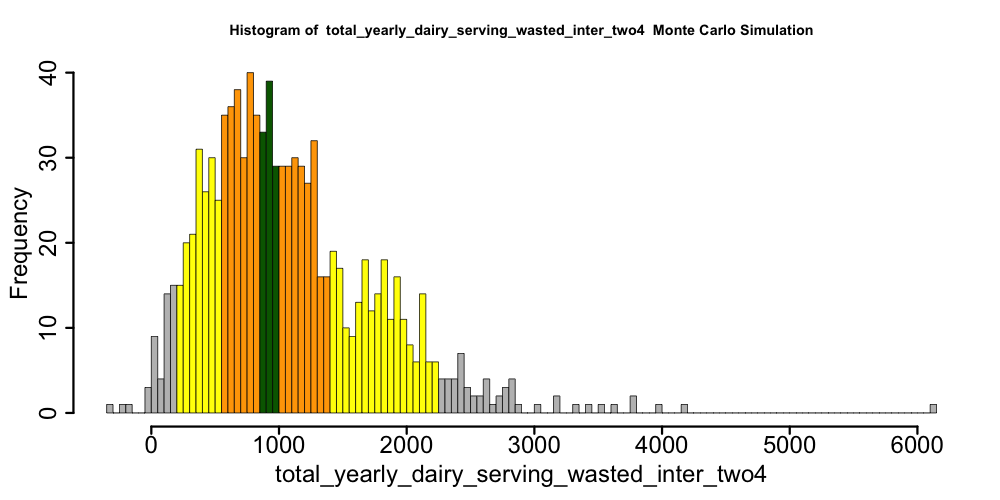 Histogram of  total_yearly_dairy_serving_wasted_inter_two4  Monte Carlo Simulation
40
30
20
10
0
Frequency
0 1000 2000 3000 4000 5000 6000
total_yearly_dairy_serving_wasted_inter_two4